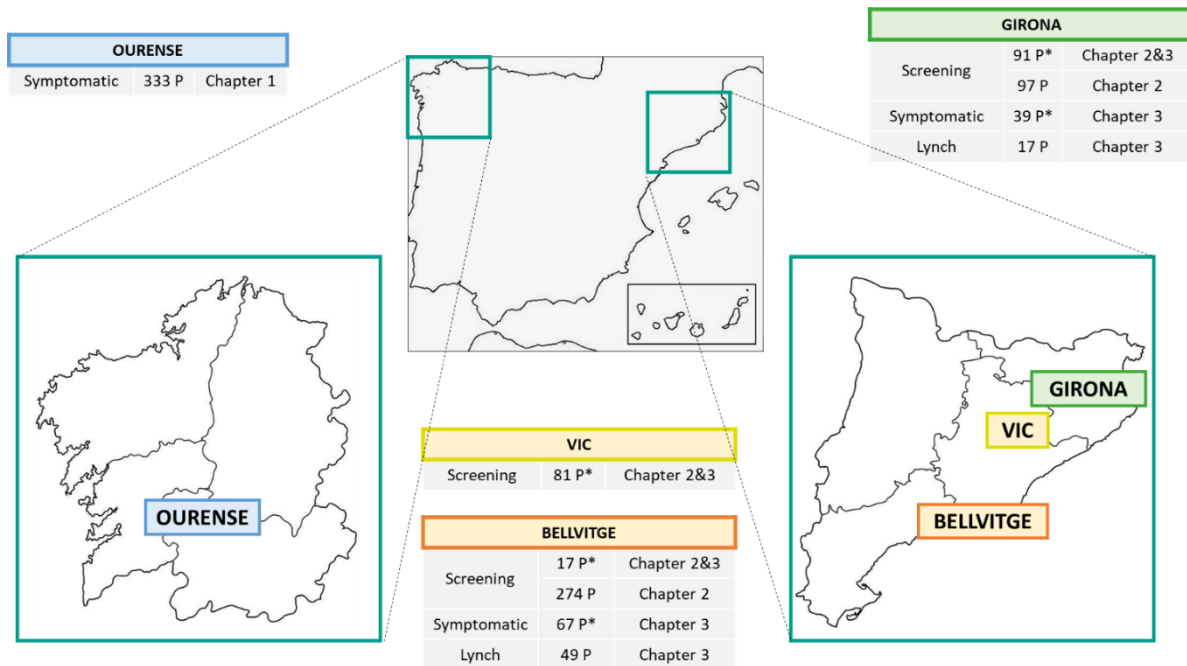 OURENSE
Symptomatic 333 P Chapter 1
GIRONA
Screening
91 P* Chapter 2&3
97 P Chapter 2
Symptomatic 39 P* Chapter 3
Lynch 17 P Chapter 3
OURENSE
VIC
Screening 81 P* Chapter 2&3
BELLVITGE
Screening
17 P* Chapter 2&3
274 P Chapter 2
Symptomatic 67 P* Chapter 3
Lynch 49 P Chapter 3
GIRONA
VIC
BELLVITGE